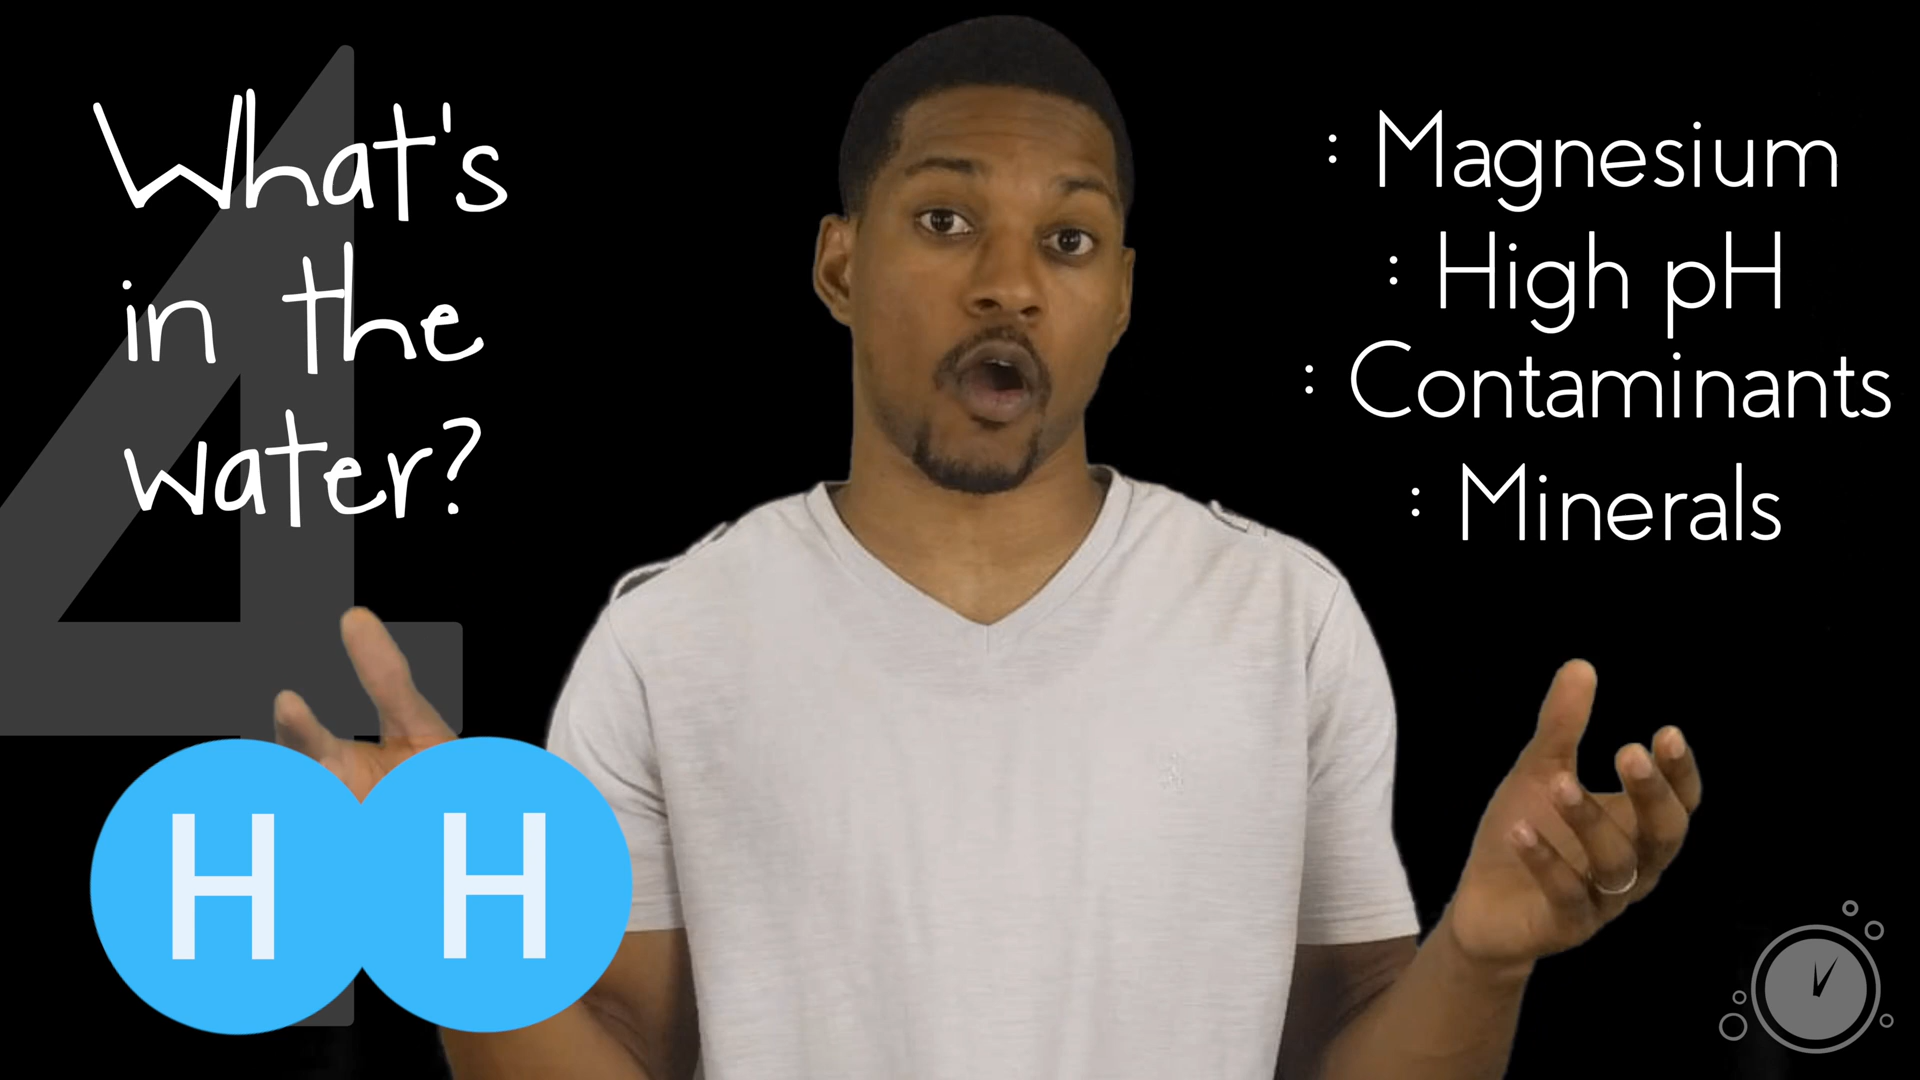 4
What's
in the
water?
: Magnesium
: High pH
: Contaminants
: Minerals
H H